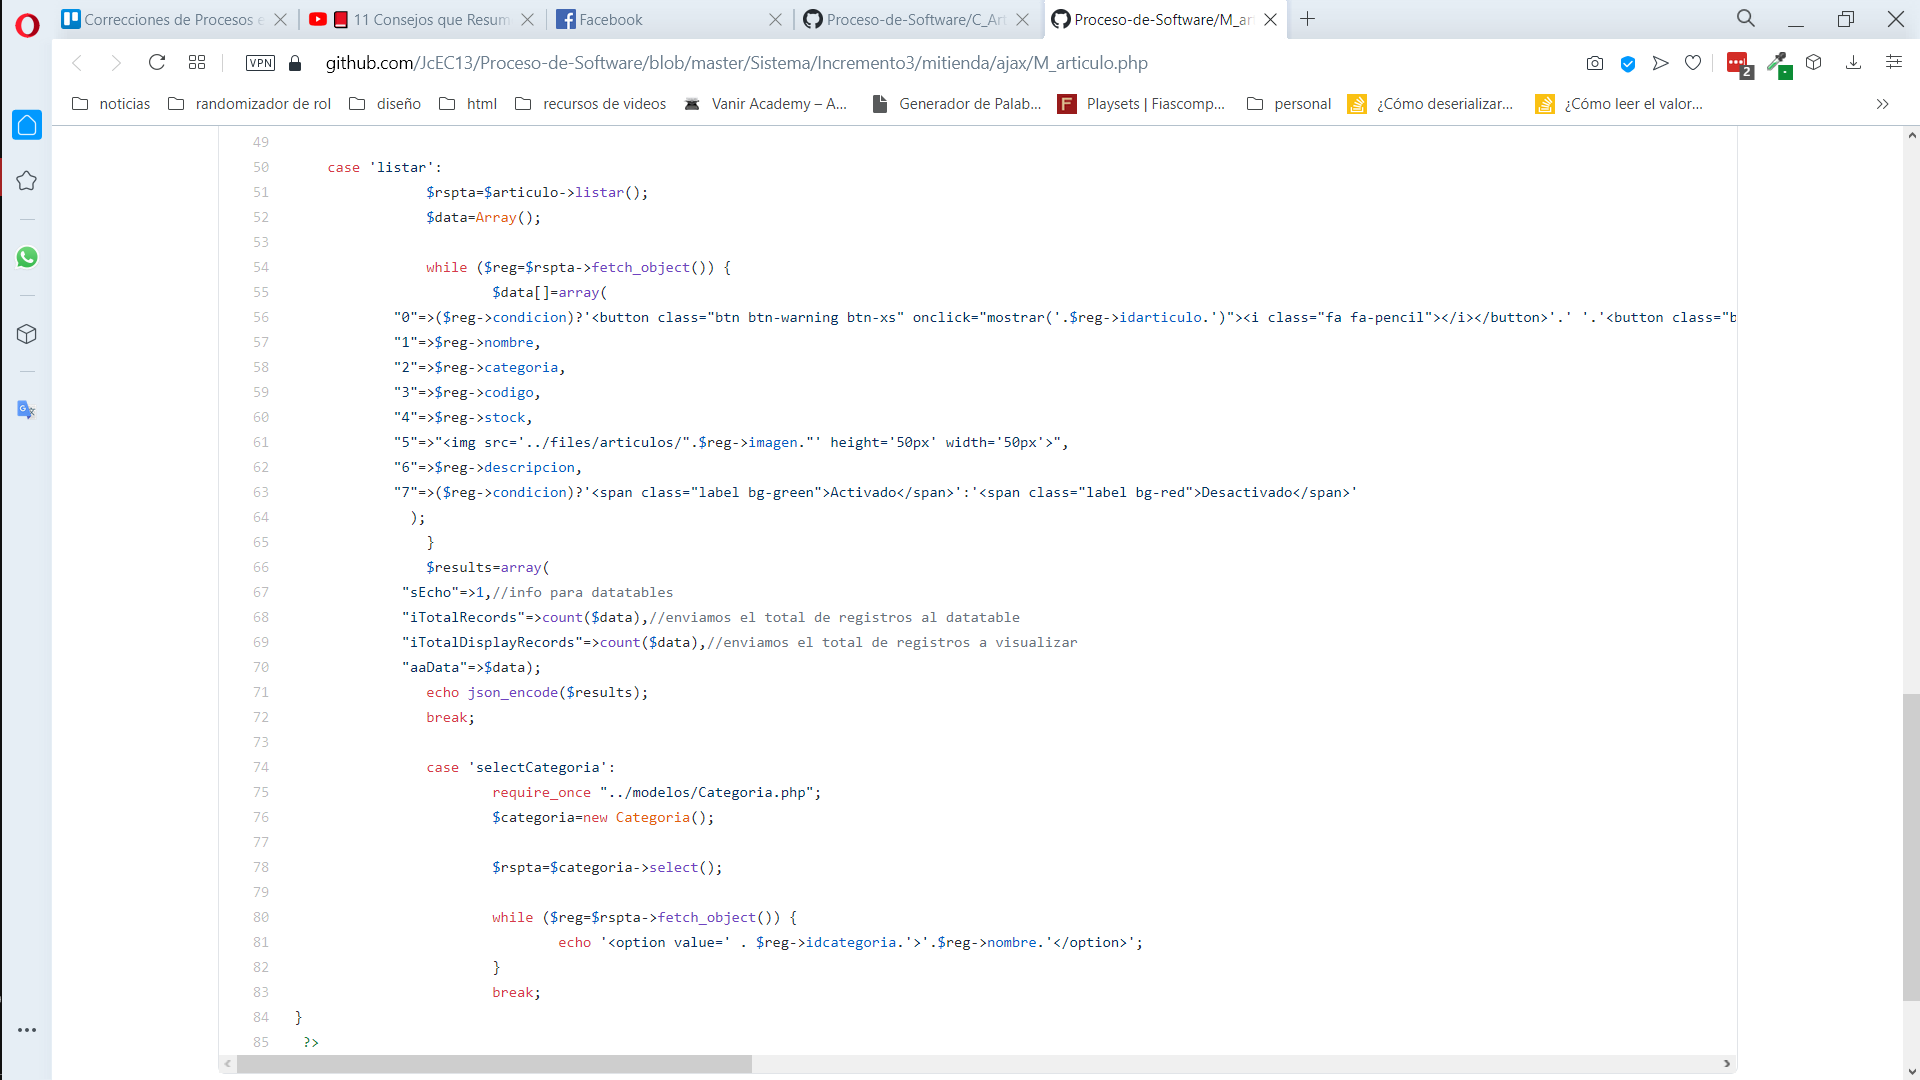 Correcciones de Procesos
11 Consejos que Resum
Facebook
Proceso-de-Software/C_Art
Proceso-de-Software/M_ar
VPN
github.com/JcEC13/Proceso-de-Software/blob/master/Sistema/Incremento3/mitienda/ajax/M_articulo.php
2
noticias
randomizador de rol
diseño
html
recursos de videos
Vanir Academy – A...
Generador de Palab...
Playsets | Fiascomp...
personal
¿Cómo deserializar...
¿Cómo leer el valor...
49
50 case 'listar':
51 $rspta=$articulo->listar();
52 $data=Array();
53
54 while ($reg=$rspta->fetch_object()) {
55 $data[]=array(
56 "0"=>($reg->condicion)?'<button class="btn btn-warning btn-xs" onclick="mostrar('.$reg->idarticulo.')"><i class="fa fa-pencil"></i></button>'.' '.'<button class="b
57 "1"=>$reg->nombre,
58 "2"=>$reg->categoria,
59 "3"=>$reg->codigo,
60 "4"=>$reg->stock,
61 "5"=>"<img src='../files/articulos/".$reg->imagen."' height='50px' width='50px'>",
62 "6"=>$reg->descripcion,
63 "7"=>($reg->condicion)?'<span class="label bg-green">Activado</span>':'<span class="label bg-red">Desactivado</span>'
64 );
65 }
66 $results=array(
67 "sEcho"=>1,//info para datatables
68 "iTotalRecords"=>count($data),//enviamos el total de registros al datatable
69 "iTotalDisplayRecords"=>count($data),//enviamos el total de registros a visualizar
70 "aaData"=>$data);
71 echo json_encode($results);
72 break;
73
74 case 'selectCategoria':
75 require_once "../modelos/Categoria.php";
76 $categoria=new Categoria();
77
78 $rspta=$categoria->select();
79
80 while ($reg=$rspta->fetch_object()) {
81 echo '<option value=' . $reg->idcategoria.'>'.$reg->nombre.'</option>';
82 }
83 break;
84 }
85 ?>